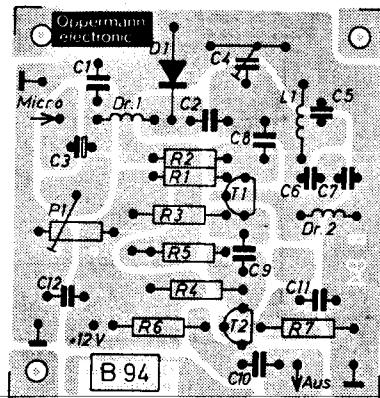 Oppermann
electronic
D1
C4
C1
L1
C5
Micro
Dr.1
C2
C8
C3
R2
R1
C6
C7
T1
P1
R3
Dr.2
R5
C9
C12
R4
C11
+12V
R6
T2
R7
B 94
C10
Aus